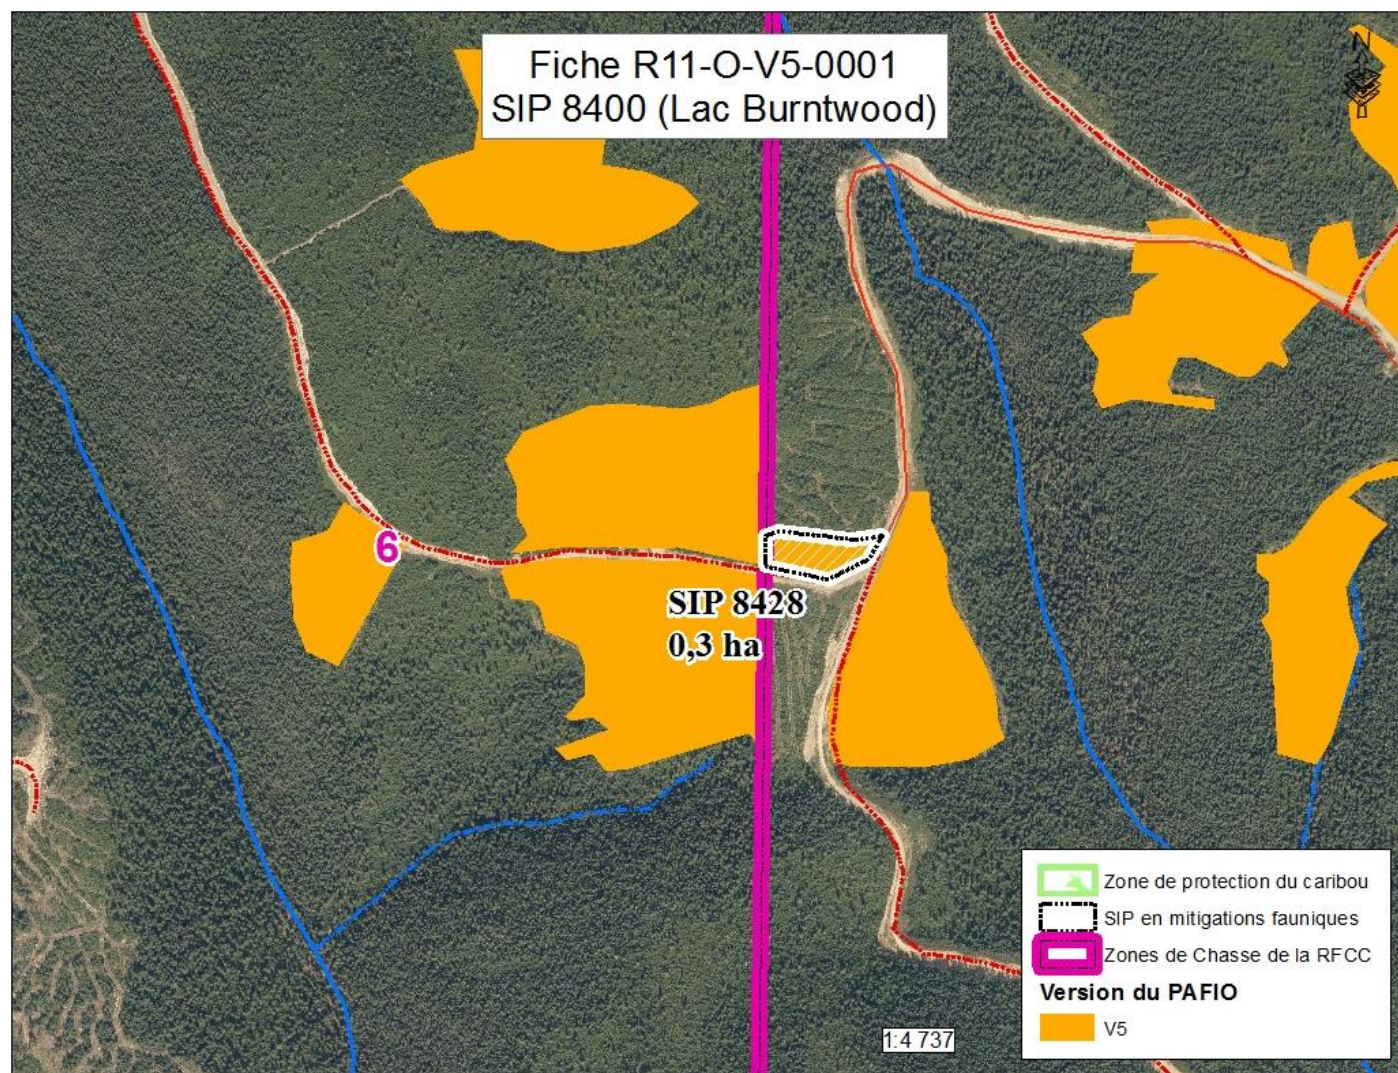 Fiche R11-O-V5-0001
SIP 8400 (Lac Burntwood)
N
6
SIP 8428
0,3 ha
Zone de protection du caribou
SIP en mitigations fauniques
Zones de Chasse de la RFCC
Version du PAFIO
V5
1:4 737